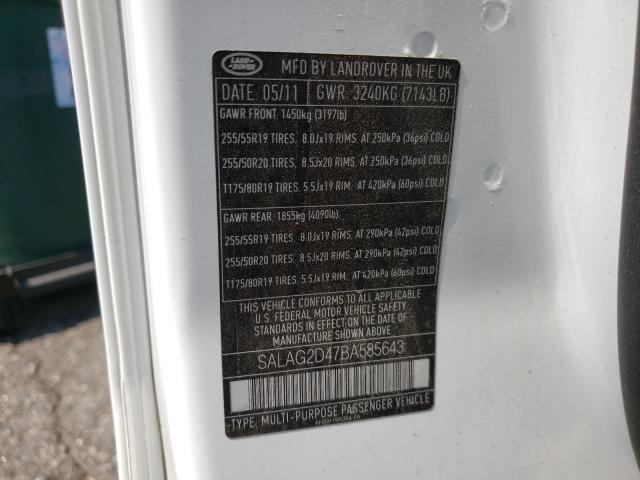 LAND-ROVER
MFD BY LANDROVER IN THE UK
DATE 05/11 GWR 3240KG (7143LB)
GAWR FRONT: 1450kg (3197lb)
255/55R19 TIRES. 8.0Jx19 RIMS. AT 250kPa (36psi) COLD
255/50R20 TIRES. 8.5Jx20 RIMS. AT 250kPa (36psi) COLD
T175/80R19 TIRES. 5.5Jx19 RIM. AT 420kPa (60psi) COLD
GAWR REAR: 1855kg (4090lb).
255/55R19 TIRES. 8.0Jx19 RIMS. AT 290kPa (42psi) COLD
255/50R20 TIRES. 8.5Jx20 RIMS. AT 290kPa (42psi) COLD
T175/80R19 TIRES. 5.5Jx19 RIM. AT 420kPa (60psi) COLD
THIS VEHICLE CONFORMS TO ALL APPLICABLE
U.S. FEDERAL MOTOR VEHICLE SAFETY AND
THEFT PREVENTION STANDARDS IN EFFECT ON
THE DATE OF MANUFACTURE SHOWN ABOVE.
SALAG2D47BA585643
TYPE: MULTI-PURPOSE PASSENGER VEHICLE